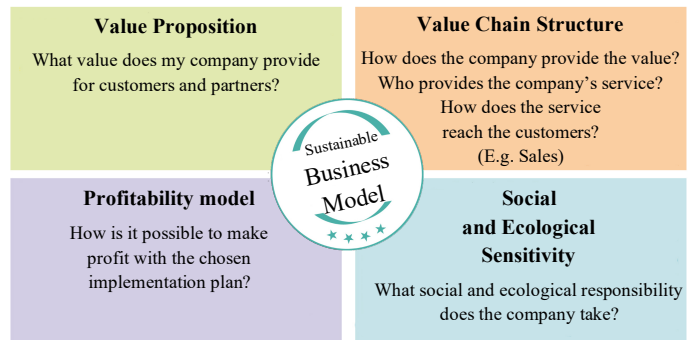 Value Proposition
What value does my company provide
for customers and partners?
Value Chain Structure
How does the company provide the value?
Who provides the company’s service?
How does the service
reach the customers?
(E.g. Sales)
Sustainable
Business
Model
Profitability model
How is it possible to make
profit with the chosen
implementation plan?
Social
and Ecological
Sensitivity
What social and ecological responsibility
does the company take?